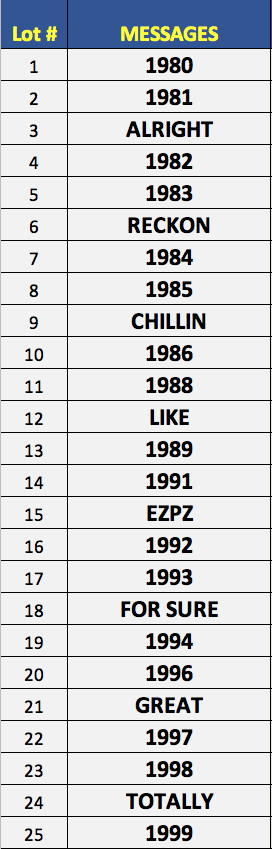 Lot # MESSAGES
1 1980
2 1981
3 ALRIGHT
4 1982
5 1983
6 RECKON
7 1984
8 1985
9 CHILLIN
10 1986
11 1988
12 LIKE
13 1989
14 1991
15 EZPZ
16 1992
17 1993
18 FOR SURE
19 1994
20 1996
21 GREAT
22 1997
23 1998
24 TOTALLY
25 1999